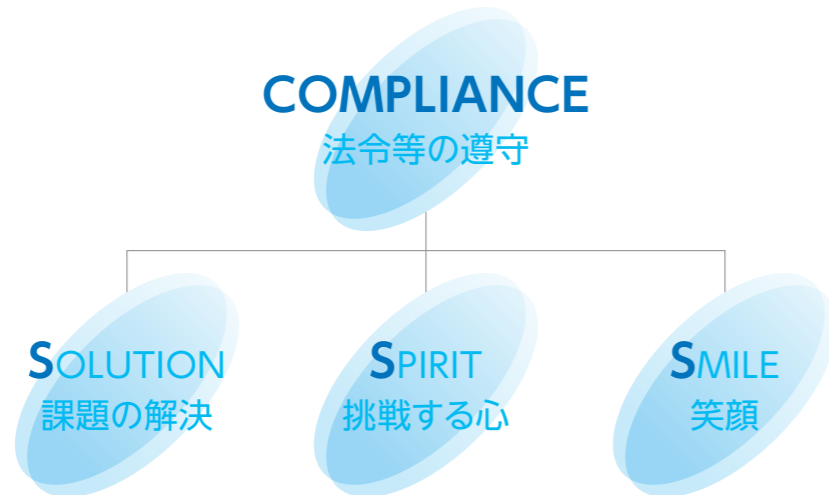 COMPLIANCE
法令等の遵守
SOLUTION
課題の解決
SPIRIT
挑戦する心
SMILE
笑顔